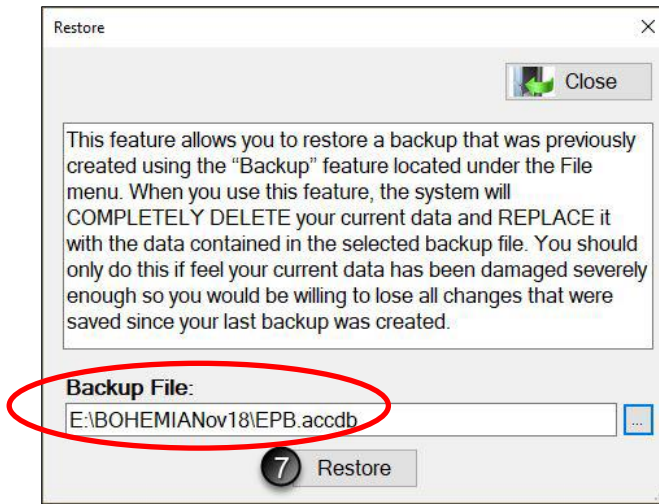 Restore
Close
This feature allows you to restore a backup that was previously
created using the “Backup” feature located under the File
menu. When you use this feature, the system will
COMPLETELY DELETE your current data and REPLACE it
with the data contained in the selected backup file. You should
only do this if feel your current data has been damaged severely
enough so you would be willing to lose all changes that were
saved since your last backup was created.
Backup File:
E:\BOHEMIANov18\EPB.accdb
...
7 Restore